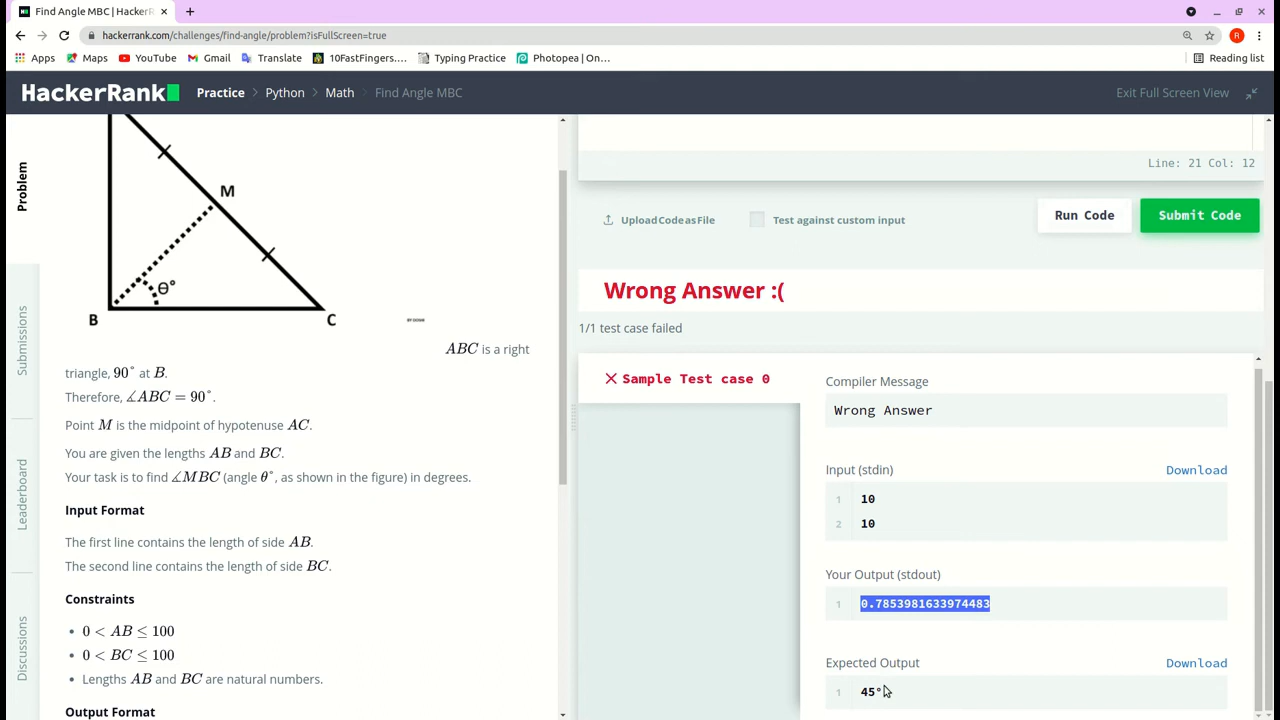 Find Angle MBC | HackerR
hackerrank.com/challenges/find-angle/problem?isFullScreen=true
R
Apps Maps YouTube Gmail Translate 10FastFingers.... Typing Practice Photopea | On... Reading list
HackerRank Practice > Python > Math > Find Angle MBC Exit Full Screen View
Problem
Submissions
Leaderboard
Discussions
M
θ°
B
C
ABC is a right
triangle, 90° at B.
Therefore, ∡ABC = 90°.
Point M is the midpoint of hypotenuse AC.
You are given the lengths AB and BC.
Your task is to find ∡MBC (angle θ°, as shown in the figure) in degrees.
Input Format
The first line contains the length of side AB.
The second line contains the length of side BC.
Constraints
• 0 < AB ≤ 100
• 0 < BC ≤ 100
• Lengths AB and BC are natural numbers.
Output Format
Line: 21 Col: 12
Upload Code as File Test against custom input Run Code Submit Code
Wrong Answer :(
1/1 test case failed
Sample Test case 0
Compiler Message
Wrong Answer
Input (stdin) Download
1 10
2 10
Your Output (stdout)
1 0.7853981633974483
Expected Output Download
1 45°